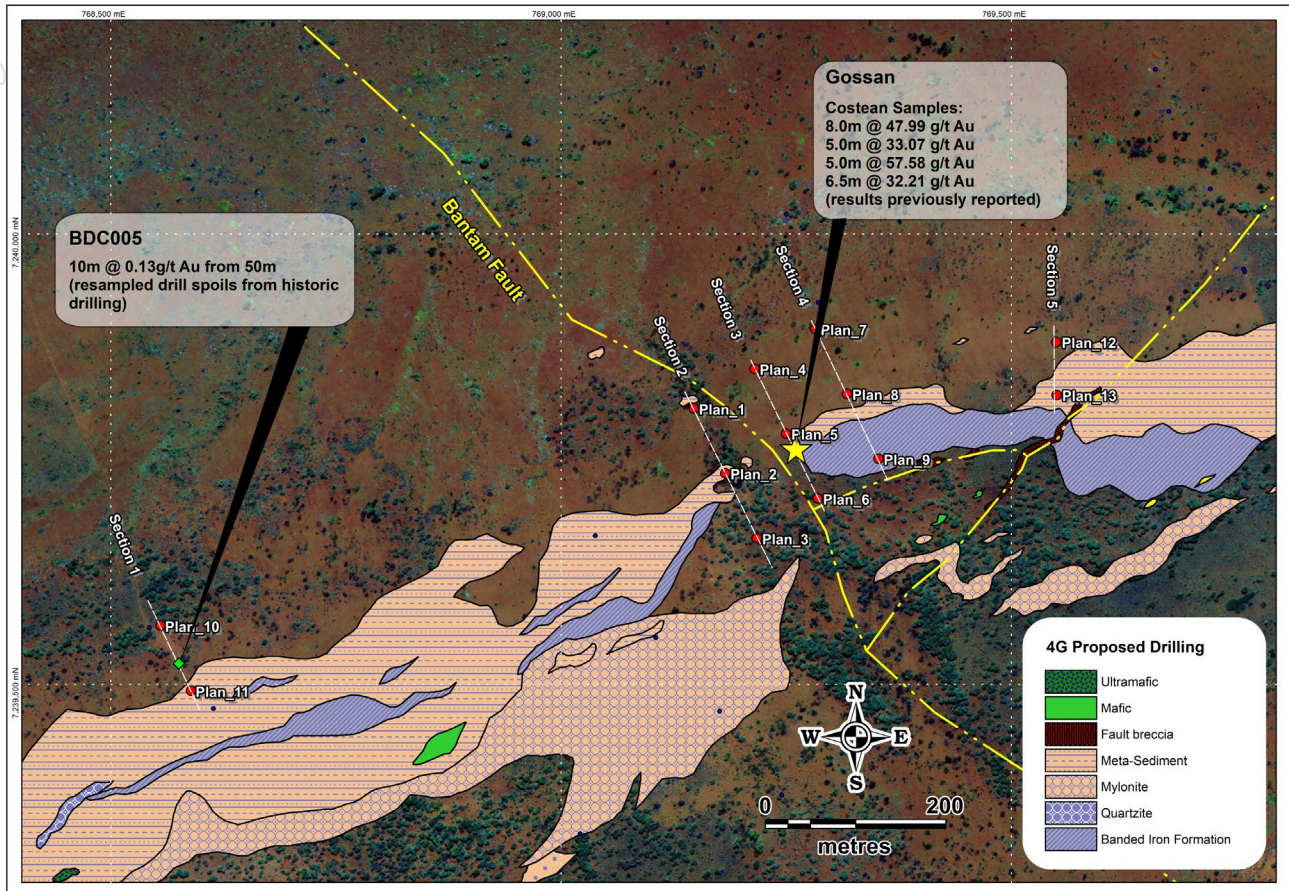 768,500 mE
769,000 mE
769,500 mE
7,240,000 mN
7,239,500 mN
Gossan
Costean Samples:
8.0m @ 47.99 g/t Au
5.0m @ 33.07 g/t Au
5.0m @ 57.58 g/t Au
6.5m @ 32.21 g/t Au
(results previously reported)
BDC005
10m @ 0.13g/t Au from 50m
(resampled drill spoils from historic
drilling)
Bantam Fault
Section 1
Section 2
Section 3
Section 4
Section 5
Plan_7
Plan_12
Plan_4
Plan_8
Plan_13
Plan_1
Plan_5
Plan_9
Plan_2
Plan_6
Plan_3
Plan_10
Plan_11
N
W E
S
0 200
metres
4G Proposed Drilling
Ultramafic
Mafic
Fault breccia
Meta-Sediment
Mylonite
Quartzite
Banded Iron Formation